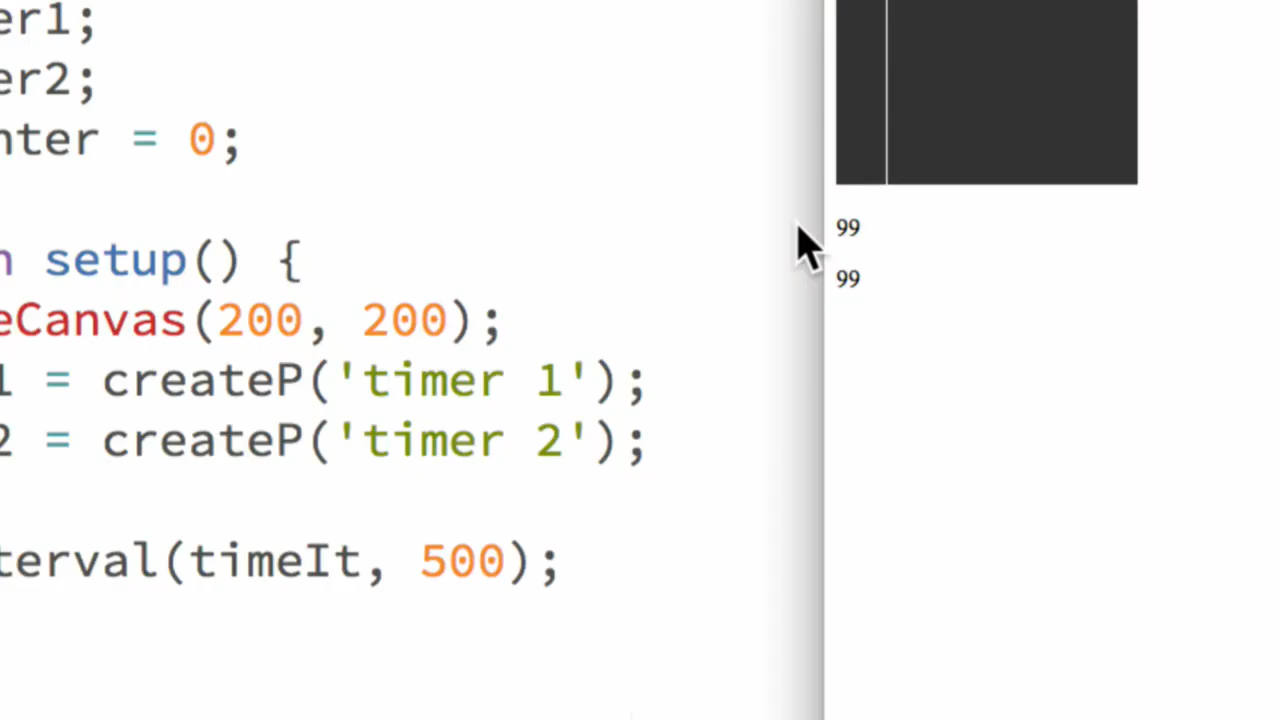 er1;
er2;
nter = 0;
n setup() {
eCanvas(200, 200);
1 = createP('timer 1');
2 = createP('timer 2');
terval(timeIt, 500);
99
99